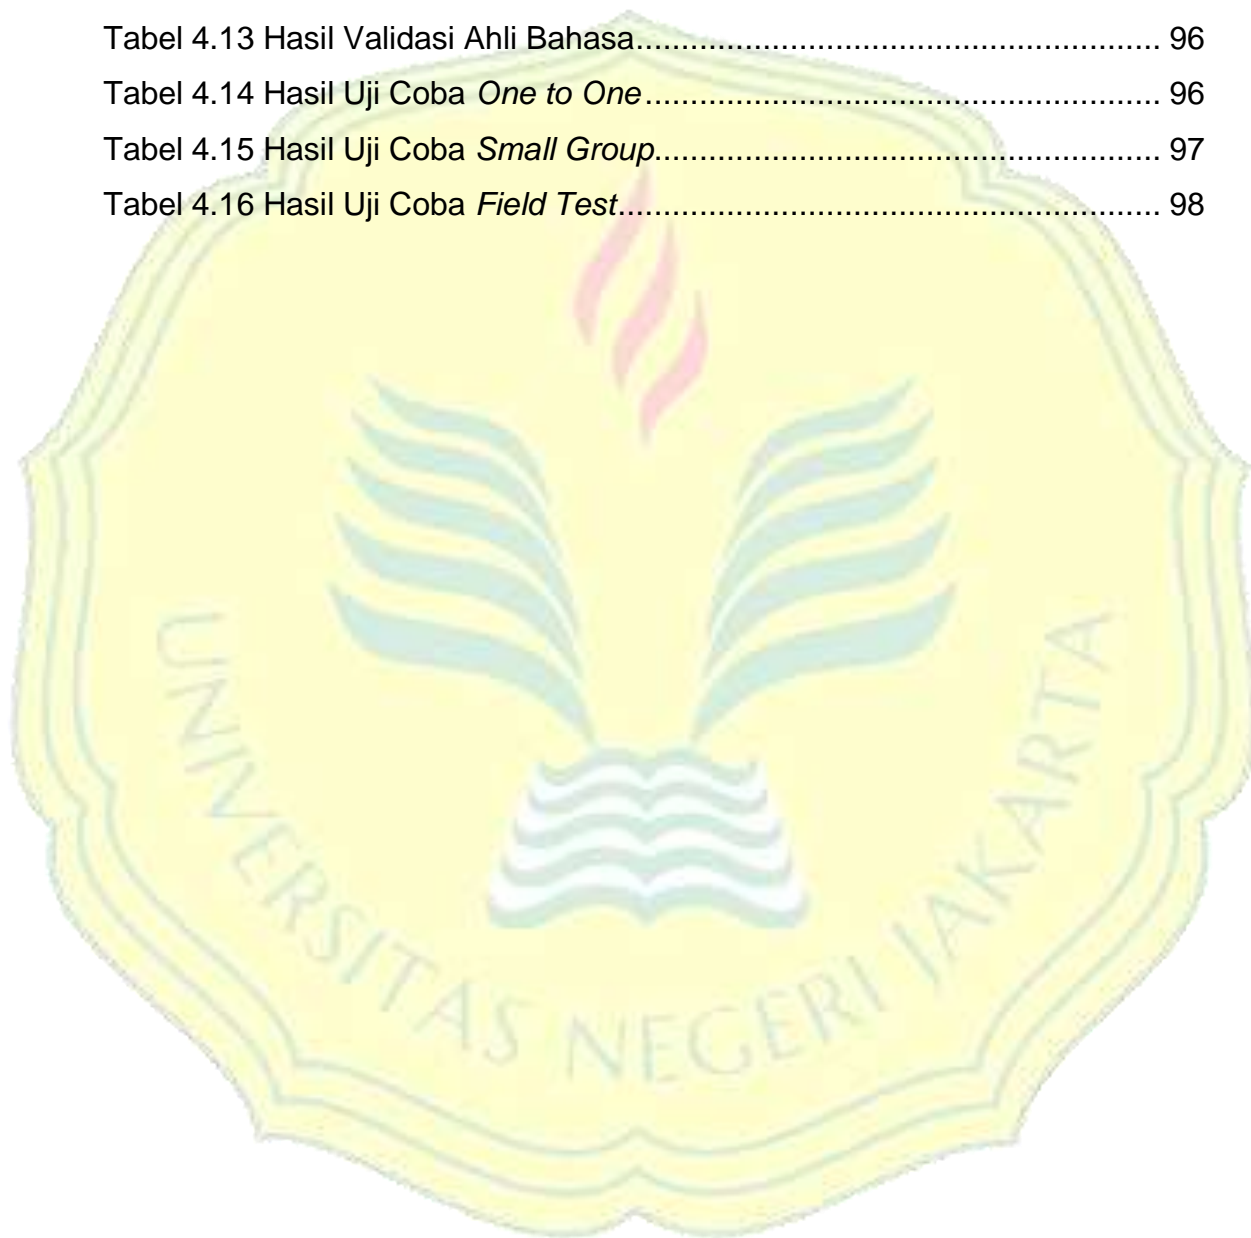 Tabel 4.13 Hasil Validasi Ahli Bahasa................................................................ 96
Tabel 4.14 Hasil Uji Coba One to One............................................................... 96
Tabel 4.15 Hasil Uji Coba Small Group.............................................................. 97
Tabel 4.16 Hasil Uji Coba Field Test.................................................................. 98
UNIVERSITAS NEGERI JAKARTA